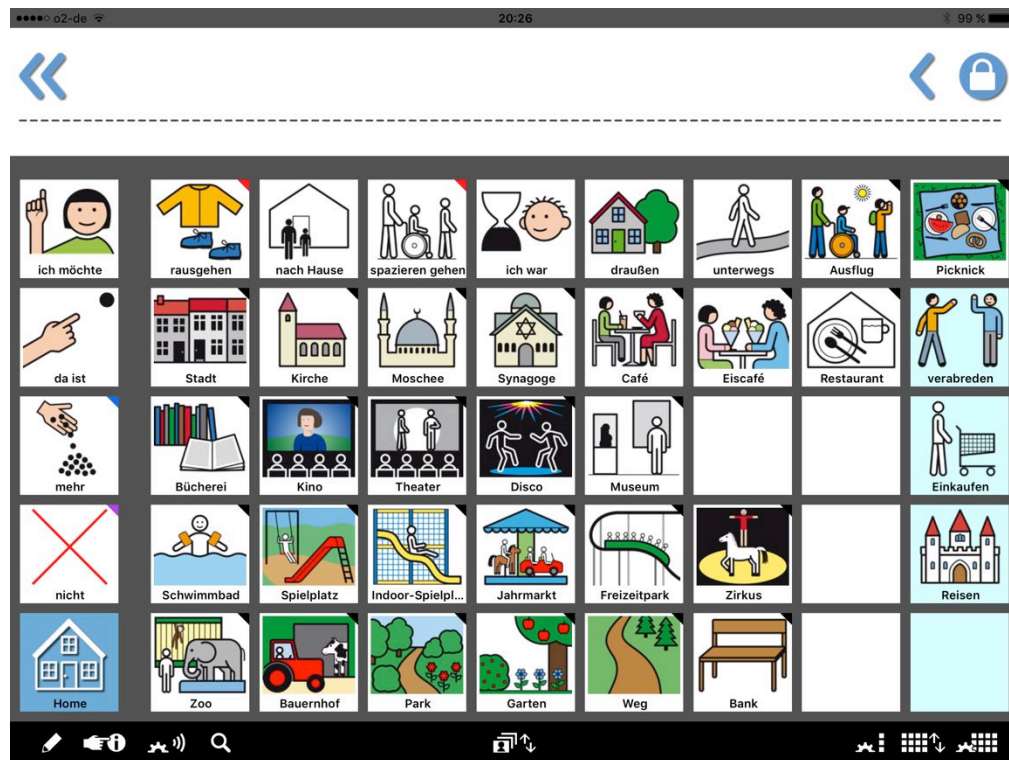 o2-de
20:26
99 %
ich möchte
rausgehen
nach Hause
spazieren gehen
ich war
draußen
unterwegs
Ausflug
Picknick
da ist
Stadt
Kirche
Moschee
Synagoge
Café
Eiscafé
Restaurant
verabreden
mehr
Bücherei
Kino
Theater
Disco
Museum
Einkaufen
nicht
Schwimmbad
Spielplatz
Indoor-Spielpl...
Jahrmarkt
Freizeitpark
Zirkus
Reisen
Home
Zoo
Bauernhof
Park
Garten
Weg
Bank